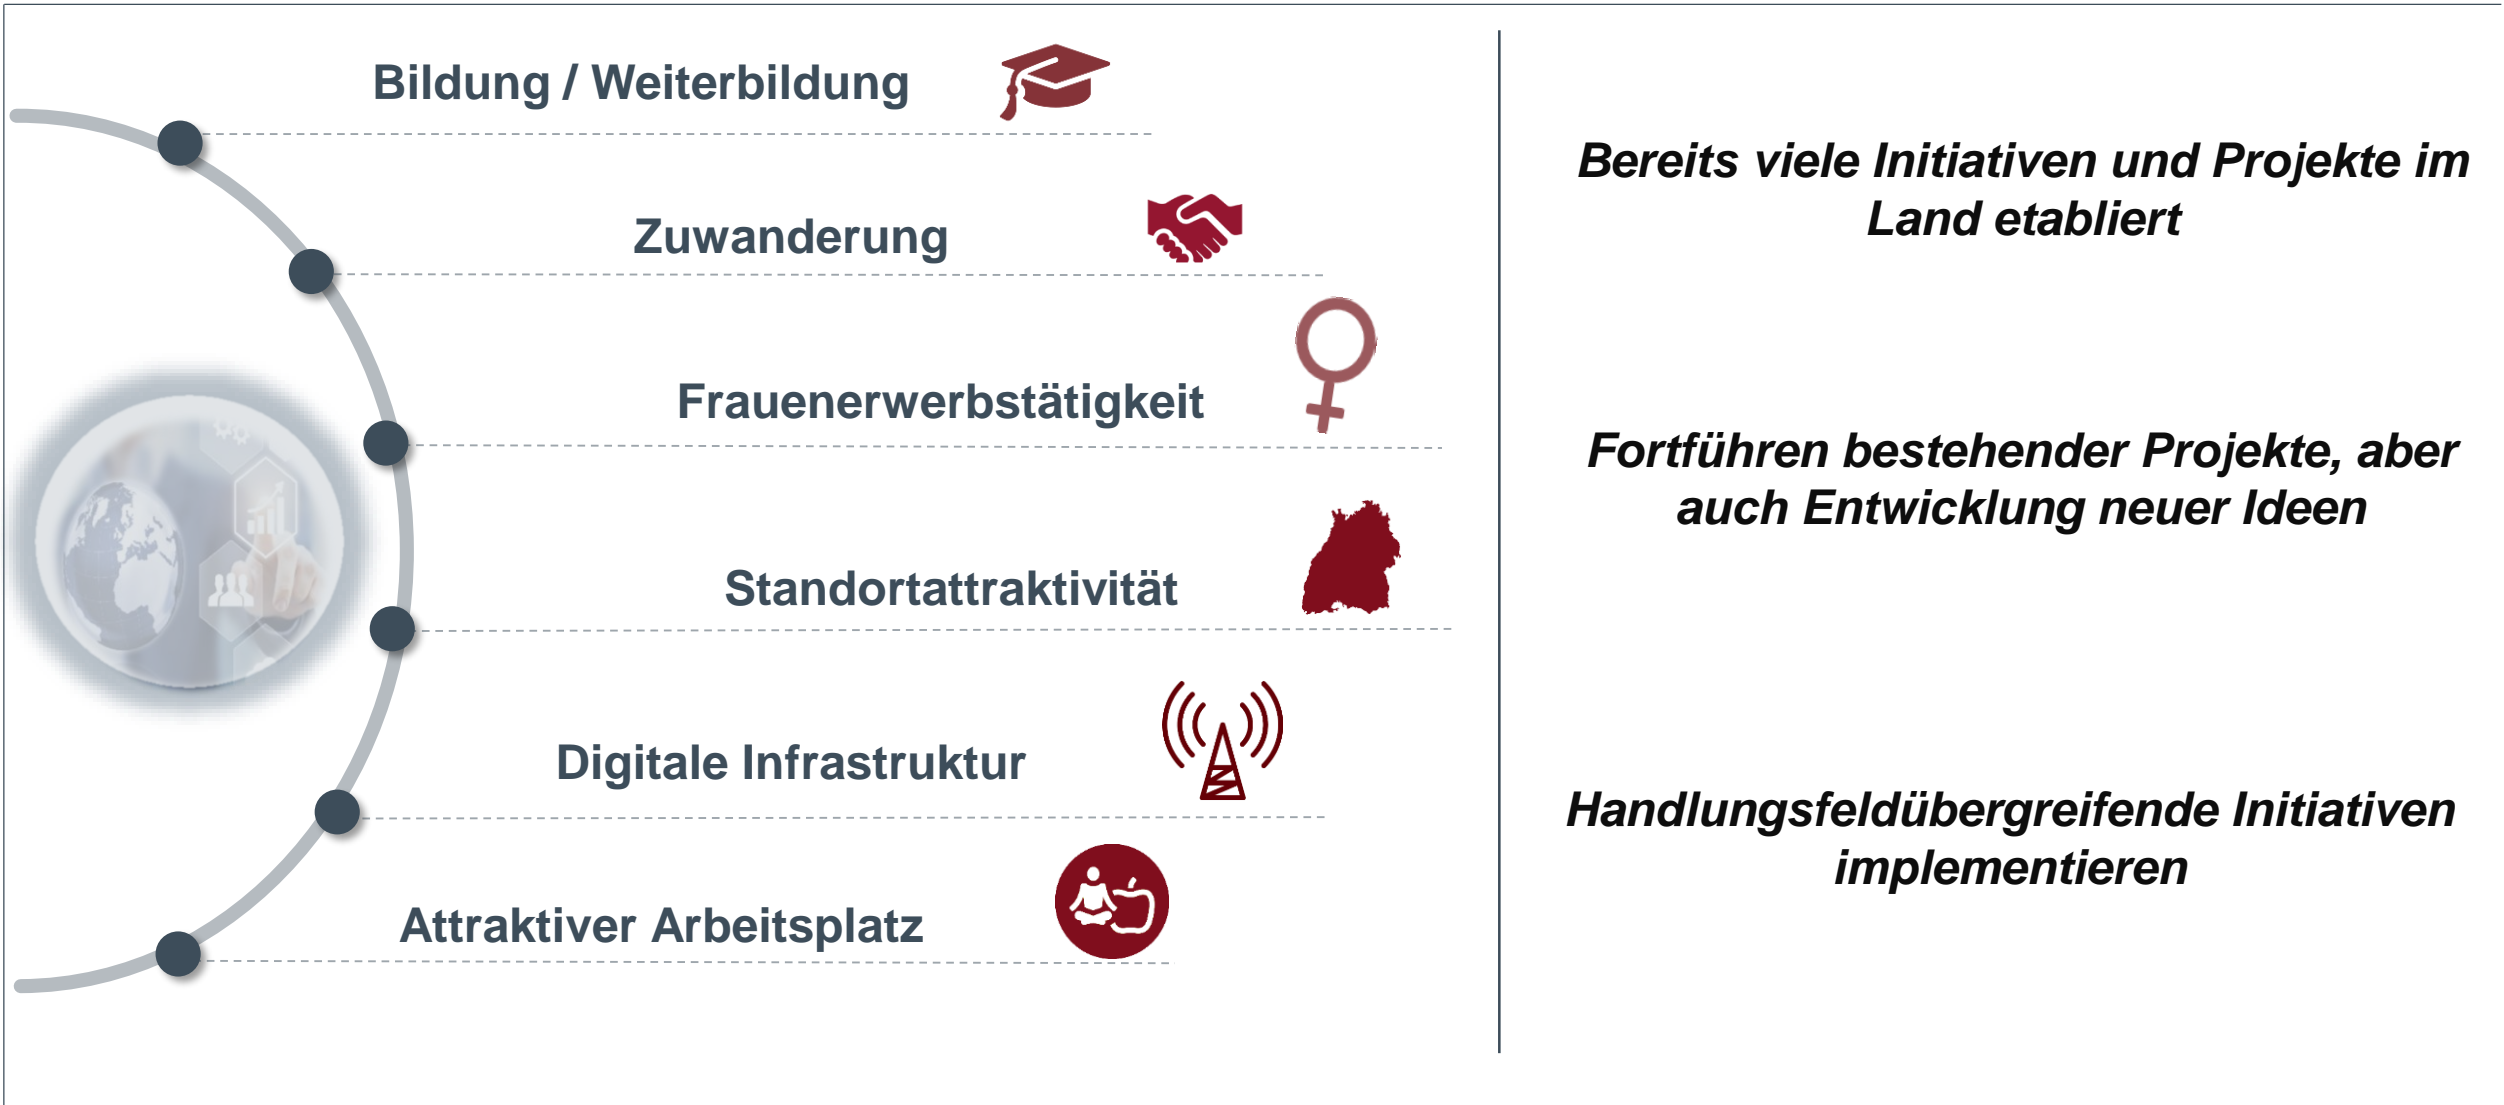 Bildung / Weiterbildung
Zuwanderung
Frauenerwerbstätigkeit
Standortattraktivität
Digitale Infrastruktur
Attraktiver Arbeitsplatz
Bereits viele Initiativen und Projekte im
Land etabliert
Fortführen bestehender Projekte, aber
auch Entwicklung neuer Ideen
Handlungsfeldübergreifende Initiativen
implementieren